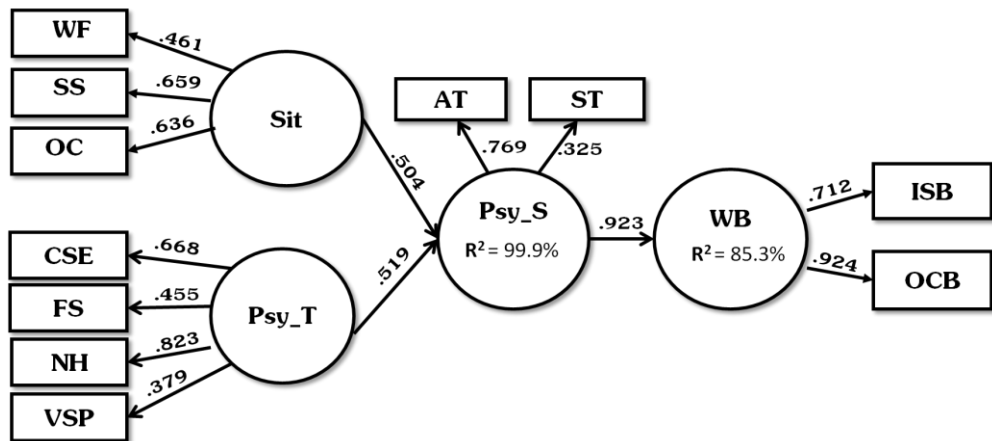 WF
.461
SS
.659
OC
.636
Sit
AT
ST
.769
.325
.504
Psy_S
R² = 99.9%
.923
WB
R² = 85.3%
.712
ISB
.924
OCB
CSE
.668
FS
.455
NH
.823
VSP
.379
Psy_T
.519